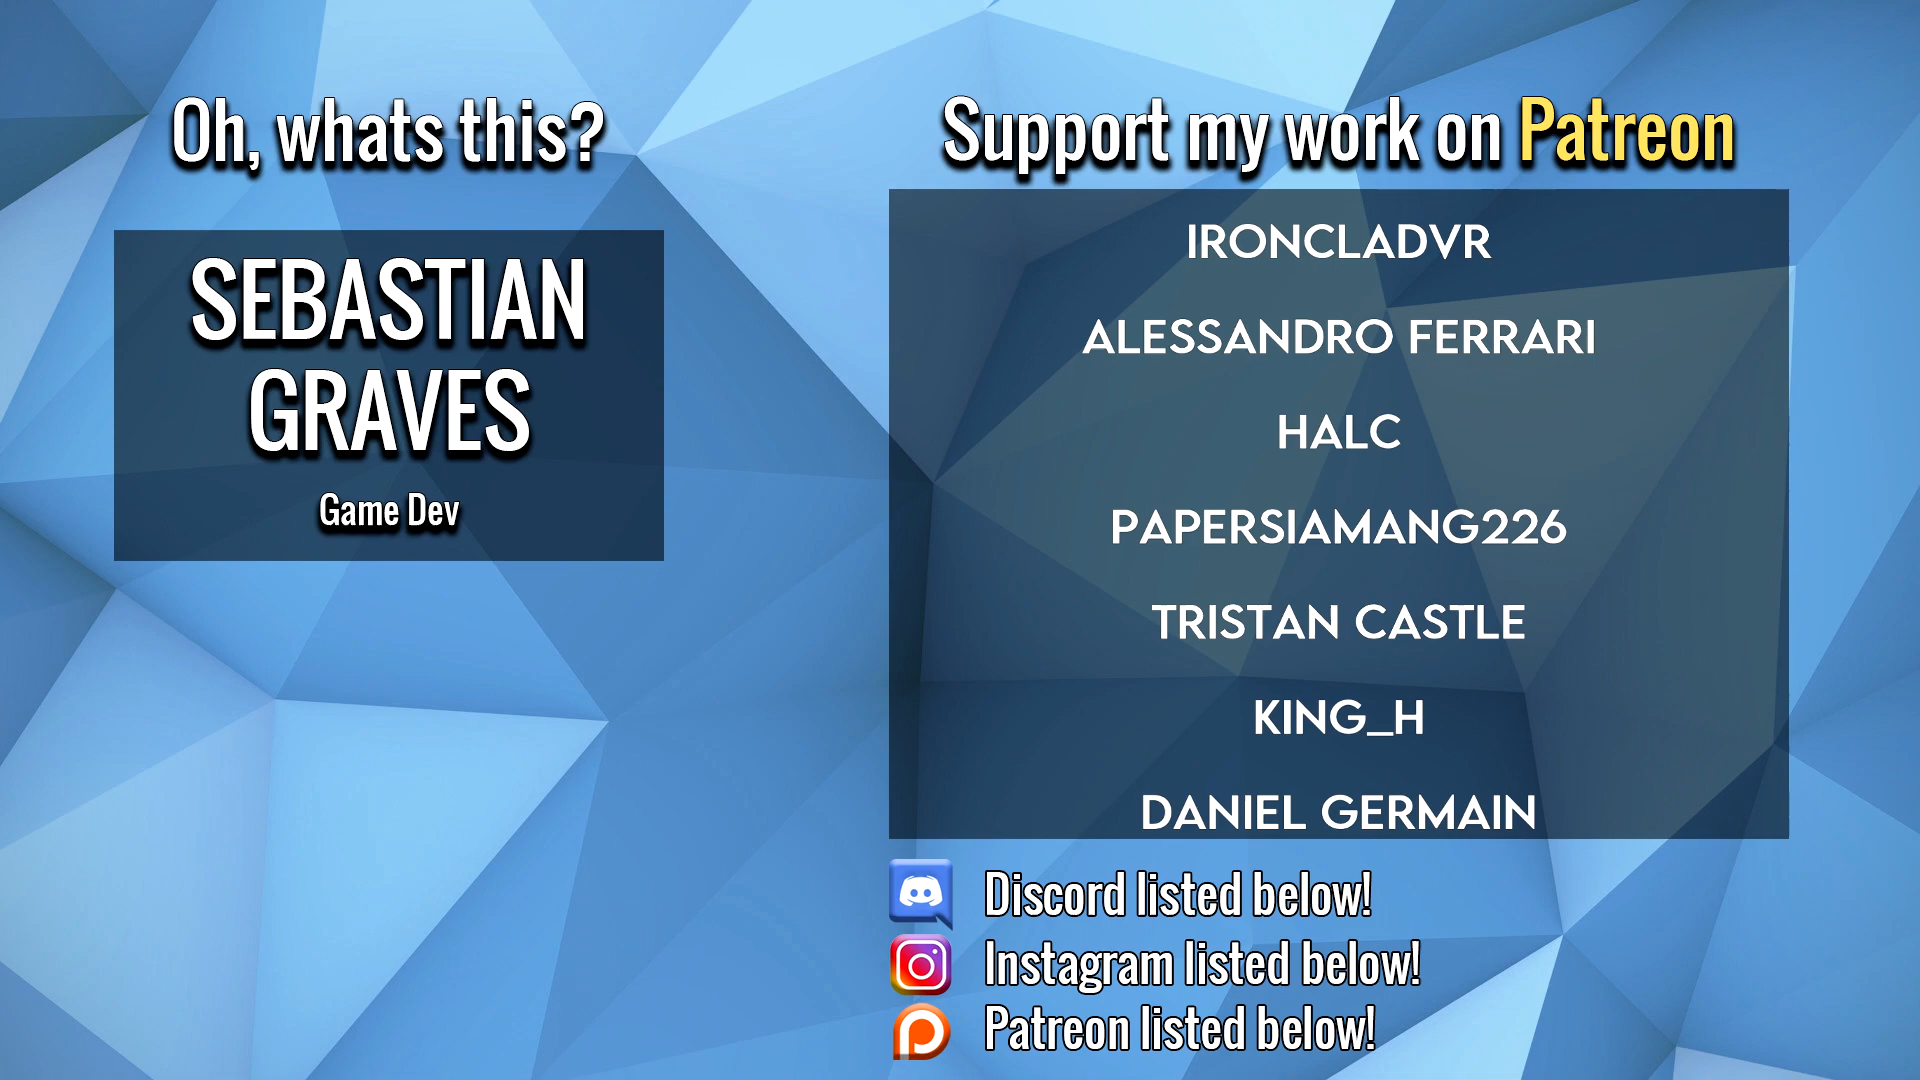 Oh, whats this?
SEBASTIAN
GRAVES
Game Dev
Support my work on Patreon
IRONCLADVR
ALESSANDRO FERRARI
HALC
PAPERSIAMANG226
TRISTAN CASTLE
KING_H
DANIEL GERMAIN
Discord listed below!
Instagram listed below!
Patreon listed below!